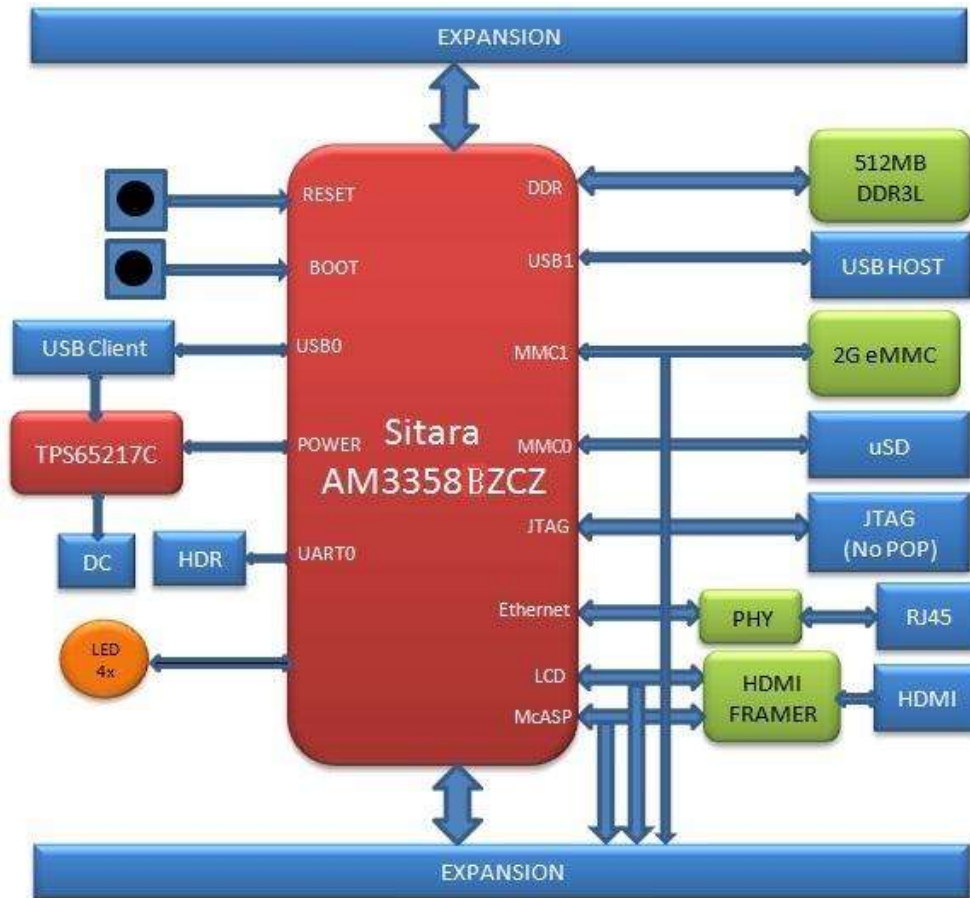 EXPANSION
RESET
BOOT
USB Client
USB0
TPS65217C
POWER
DC
HDR
UART0
LED
4x
Sitara
AM3358BZCZ
DDR
USB1
MMC1
MMC0
JTAG
Ethernet
LCD
McASP
512MB
DDR3L
USB HOST
2G eMMC
uSD
JTAG
(No POP)
PHY
RJ45
HDMI
FRAMER
HDMI
EXPANSION